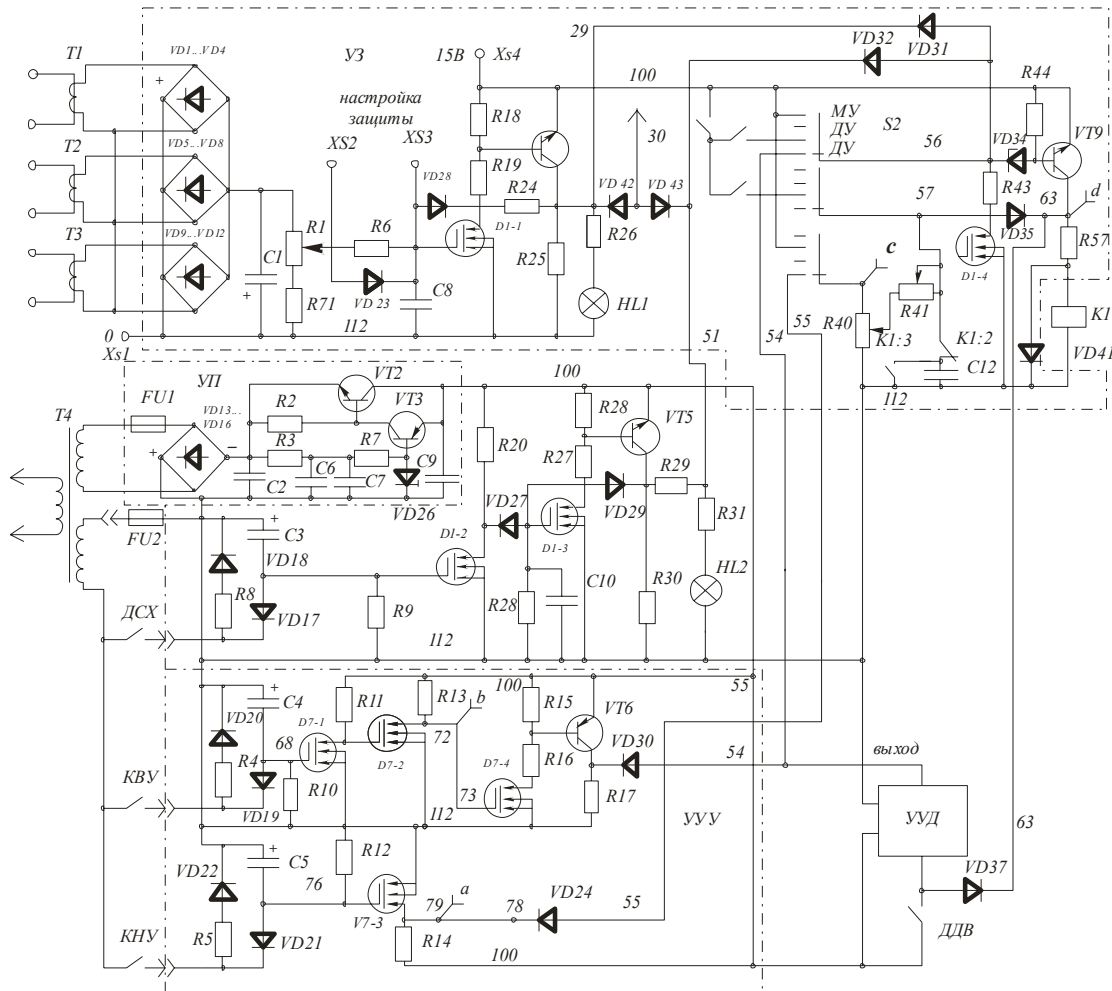 29
T1
VD1...VD4
УЗ
15В
Xs4
VD32
VD31
+
100
R44
настройка
защиты
R18
МУ
ДУ
ДУ
S2
30
56
VD34
VT9
T2
VD5...VD8
XS2
XS3
R19
VD28
R24
VD 42
VD 43
57
R43
63
d
T3
VD9...VD12
R1
R6
D1-1
R26
VD35
R57
C1
+
R25
D1-4
c
VD 23
C8
HL1
R41
K1
R71
55
R40
51
54
K1:3
K1:2
0
Xs1
112
C12
VD41
УП
VT2
100
112
FU1
T4
VD13...
VD16
VT3
R28
VT5
R2
R20
+
−
R3
R7
R27
R29
C6
C9
C2
C7
VD27
VD29
VD26
R31
+
C3
D1-2
D1-3
FU2
VD18
C10
HL2
R8
R28
R30
ДСХ
VD17
R9
112
+
C4
R11
100
R13
b
R15
55
VD20
D7-1
VT6
68
72
VD30
выход
R4
D7-2
D7-4
R16
54
КВУ
R10
73
R17
VD19
112
УУУ
УУД
63
+
C5
R12
VD22
76
VD37
a
VD24
V7-3
79
78
55
R5
VD21
R14
ДДВ
КНУ
100